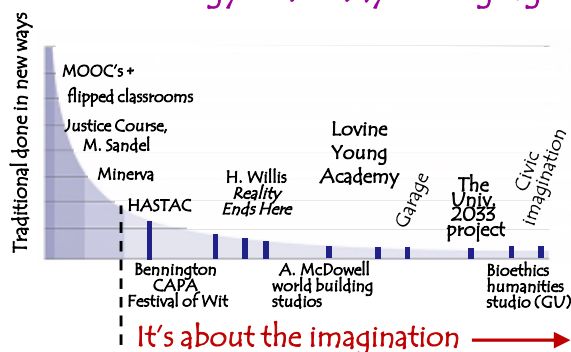 Traditional done in new ways
MOOC's +
flipped classrooms
Justice Course,
M. Sandel
Minerva
HASTAC
H. Willis
Reality
Ends Here
Lovine
Young
Academy
Garage
The
Univ,
2033
project
Civic
imagination
Bennington
CAPA
Festival of Wit
A. McDowell
world building
studios
Bioethics
humanities
studio (GU)
It's about the imagination